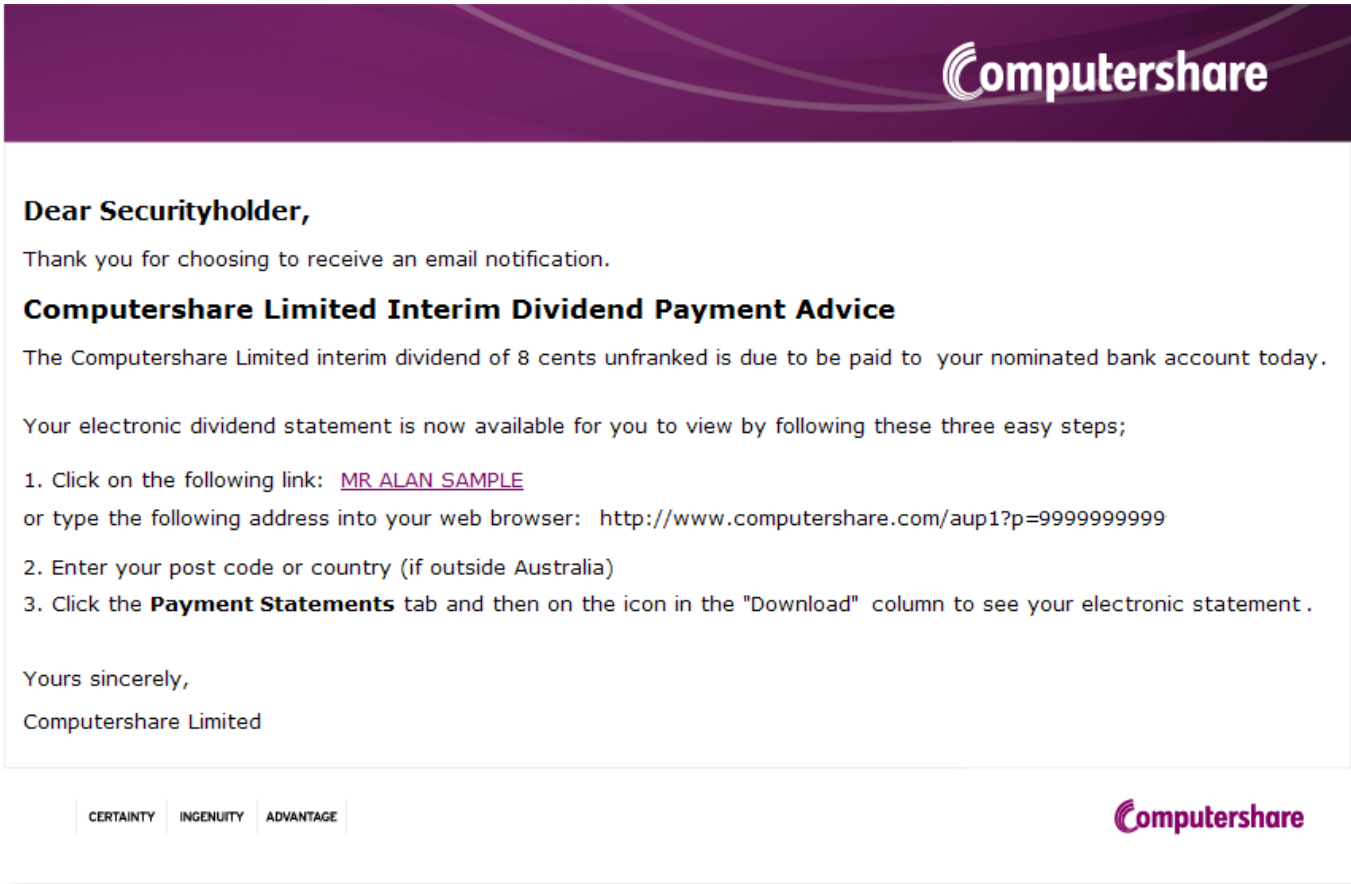 Computershare
Dear Securityholder,
Thank you for choosing to receive an email notification.
Computershare Limited Interim Dividend Payment Advice
The Computershare Limited interim dividend of 8 cents unfranked is due to be paid to your nominated bank account today.
Your electronic dividend statement is now available for you to view by following these three easy steps;
1. Click on the following link: MR ALAN SAMPLE
or type the following address into your web browser: http://www.computershare.com/aup1?p=9999999999
2. Enter your post code or country (if outside Australia)
3. Click the Payment Statements tab and then on the icon in the "Download" column to see your electronic statement.
Yours sincerely,
Computershare Limited
CERTAINTY INGENUITY ADVANTAGE
Computershare